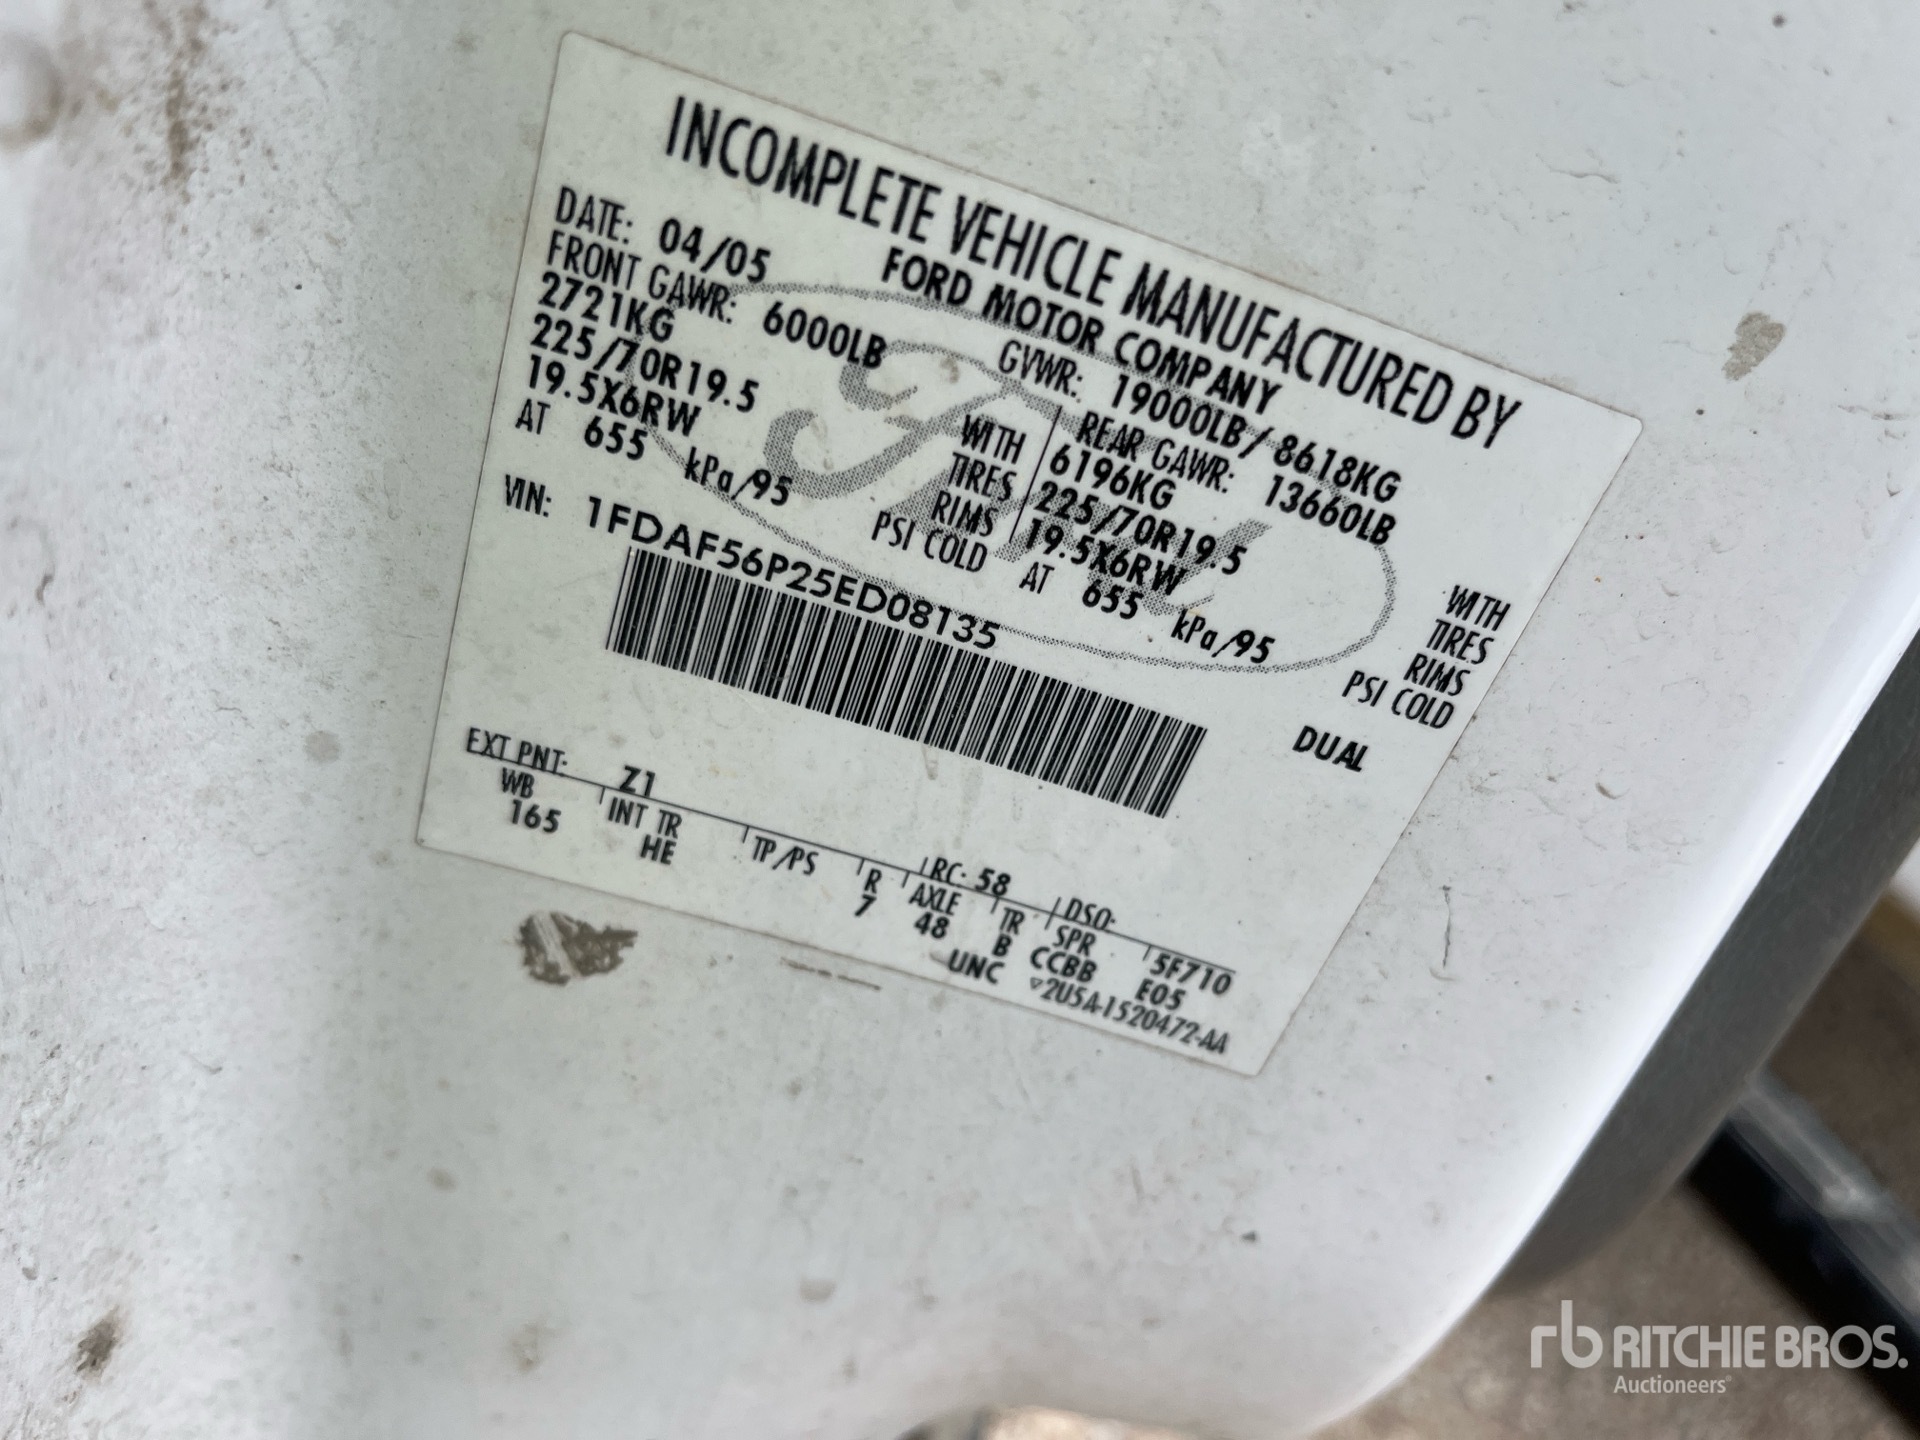 INCOMPLETE VEHICLE MANUFACTURED BY
FORD MOTOR COMPANY
DATE: 04/05 GVWR: 19000LB/ 8618KG
FRONT GAWR: 6000LB REAR GAWR: 13660LB
2721KG WITH 6196KG WITH
225/70R19.5 TIRES 225/70R19.5 TIRES
19.5X6RW RIMS 19.5X6RW RIMS
AT 655 kPa/95 PSI COLD AT 655 kPa/95 PSI COLD
VIN: 1FDAF56P25ED08135 DUAL
EXT PNT: Z1 RC: 58 DSO:
WB INT TR TP/PS R AXLE TR SPR 5F710
165 HE 7 48 B CCBB E05
UNC ▽2U5A-1520472-AA
Ford
rb RITCHIE BROS.
Auctioneers